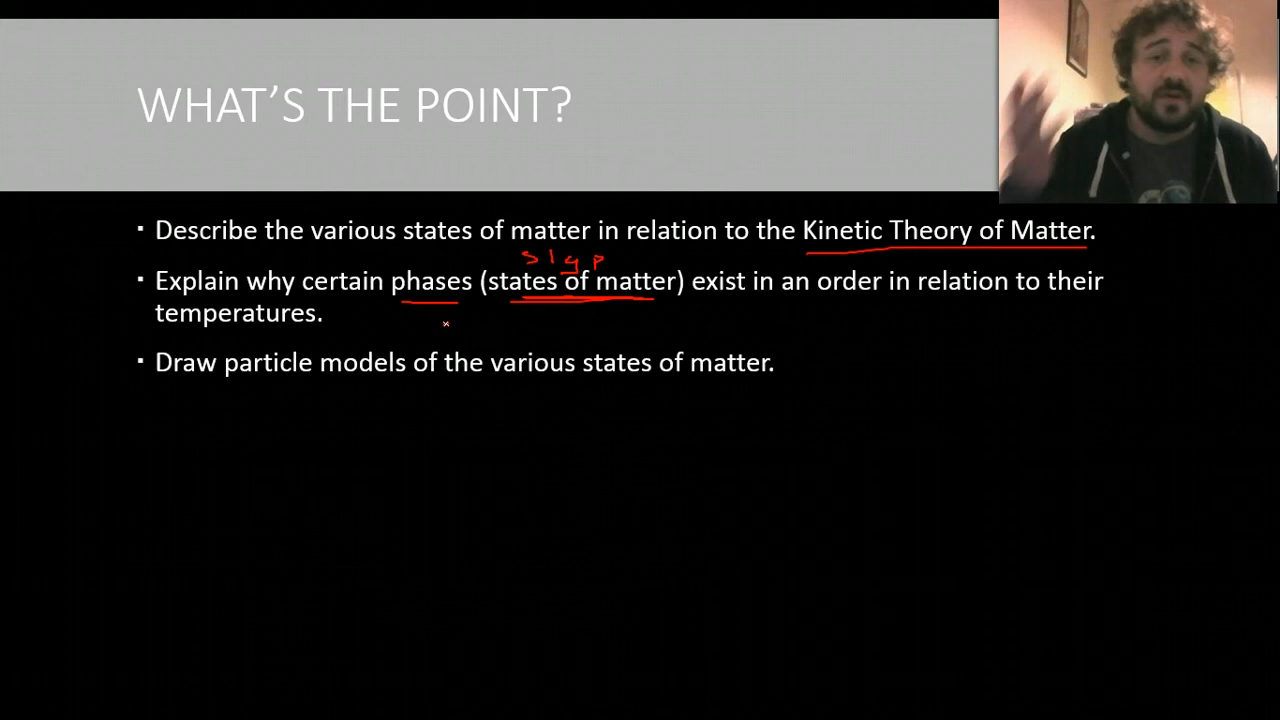 WHAT'S THE POINT?
▪ Describe the various states of matter in relation to the Kinetic Theory of Matter.
s l g p
▪ Explain why certain phases (states of matter) exist in an order in relation to their
temperatures.
▪ Draw particle models of the various states of matter.